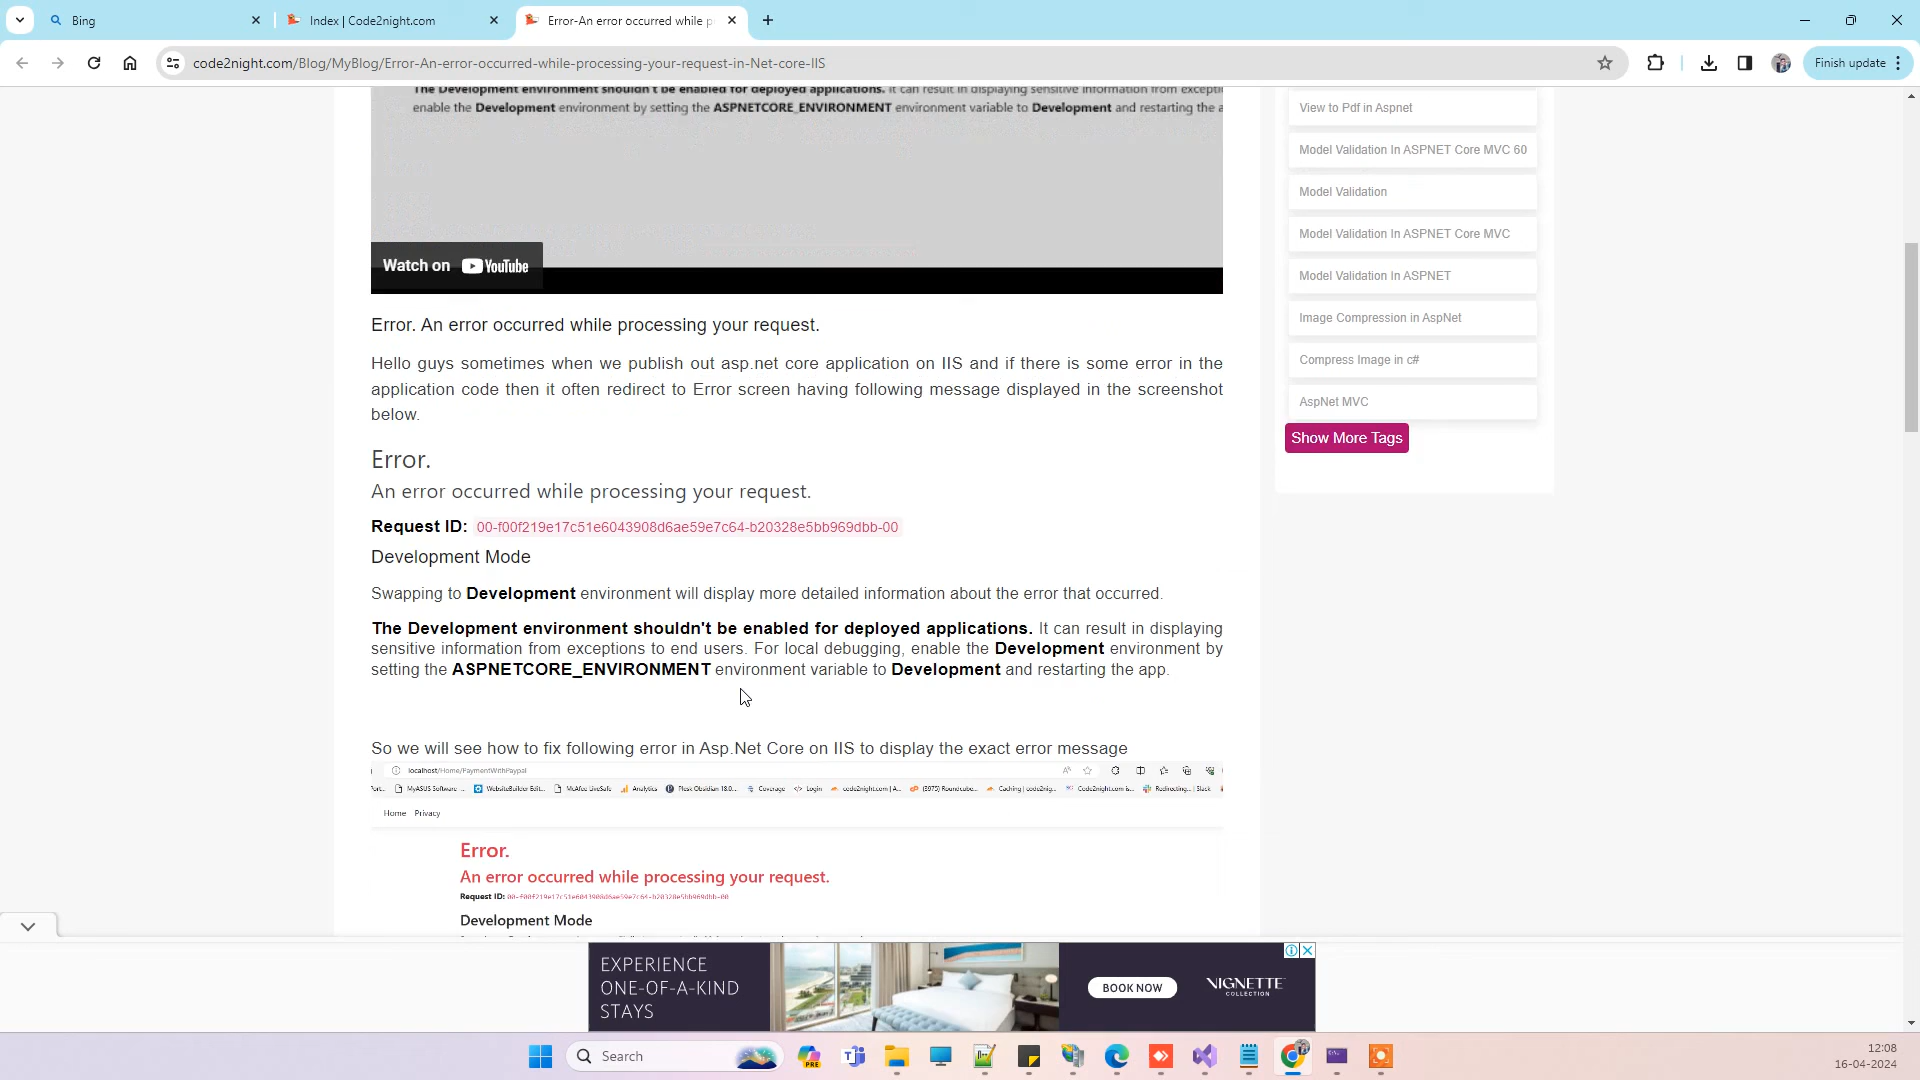 Bing
Index | Code2night.com
Error-An error occurred while p
code2night.com/Blog/MyBlog/Error-An-error-occurred-while-processing-your-request-in-Net-core-IIS
Finish update
The Development environment shouldn't be enabled for deployed applications. It can result in displaying sensitive information from excepti
enable the Development environment by setting the ASPNETCORE_ENVIRONMENT environment variable to Development and restarting the a
Watch on YouTube
Error. An error occurred while processing your request.
Hello guys sometimes when we publish out asp.net core application on IIS and if there is some error in the
application code then it often redirect to Error screen having following message displayed in the screenshot
below.
Error.
An error occurred while processing your request.
Request ID: 00-f00f219e17c51e6043908d6ae59e7c64-b20328e5bb969dbb-00
Development Mode
Swapping to Development environment will display more detailed information about the error that occurred.
The Development environment shouldn't be enabled for deployed applications. It can result in displaying
sensitive information from exceptions to end users. For local debugging, enable the Development environment by
setting the ASPNETCORE_ENVIRONMENT environment variable to Development and restarting the app.
So we will see how to fix following error in Asp.Net Core on IIS to display the exact error message
localhost/Home/PaymentWithPaypal
MyASUS Software ... WebsiteBuilder Edit... McAfee LiveSafe Analytics Plesk Obsidian 18.0.... Coverage Login code2night.com | A... (3975) Roundcube... Caching | code2nig... Code2night.com is... Redirecting... | Slack
Home Privacy
Error.
An error occurred while processing your request.
Request ID: 00-f00f219e17c51e6043908d6ae59e7c64-b20328e5bb969dbb-00
Development Mode
View to Pdf in Aspnet
Model Validation In ASPNET Core MVC 60
Model Validation
Model Validation In ASPNET Core MVC
Model Validation In ASPNET
Image Compression in AspNet
Compress Image in c#
AspNet MVC
Show More Tags
EXPERIENCE
ONE-OF-A-KIND
STAYS
BOOK NOW
VIGNETTE
COLLECTION
Search
PRE
12:08
16-04-2024